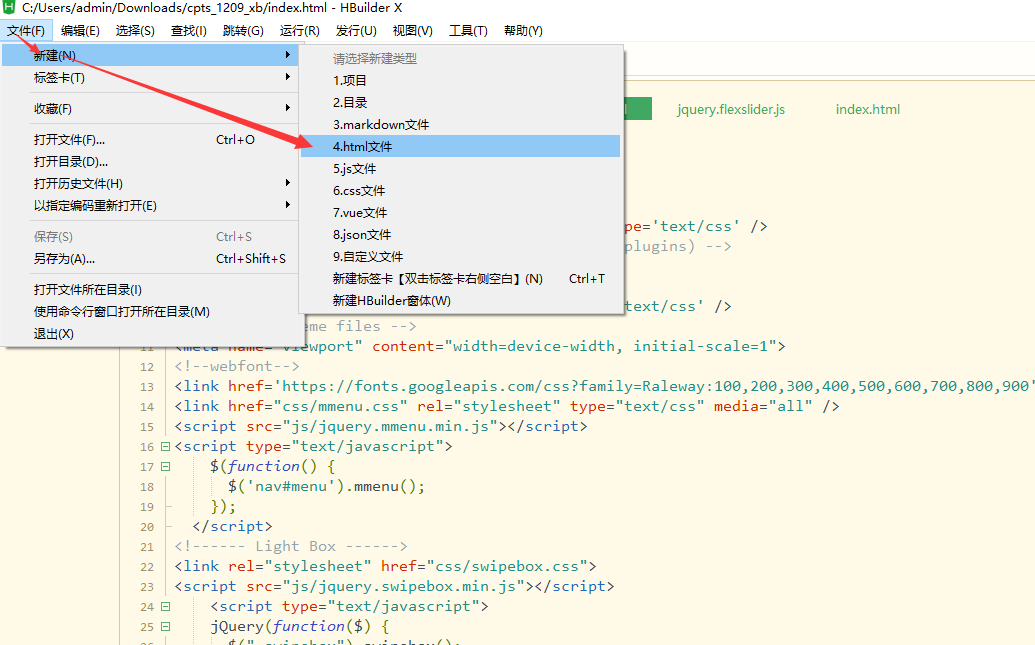 C:/Users/admin/Downloads/cpts_1209_xb/index.html - HBuilder X
文件(F) 编辑(E) 选择(S) 查找(I) 跳转(G) 运行(R) 发行(U) 视图(V) 工具(T) 帮助(Y)
新建(N)
标签卡(T)
收藏(F)
打开文件(F)... Ctrl+O
打开目录(D)...
打开历史文件(H)
以指定编码重新打开(E)
保存(S) Ctrl+S
另存为(A)... Ctrl+Shift+S
打开文件所在目录(I)
使用命令行窗口打开所在目录(M)
退出(X)
请选择新建类型
1.项目
2.目录
3.markdown文件
4.html文件
5.js文件
6.css文件
7.vue文件
8.json文件
9.自定义文件
新建标签卡【双击标签卡右侧空白】(N) Ctrl+T
新建HBuilder窗体(W)
jquery.flexslider.js index.html
pe='text/css' />
plugins) -->
text/css' />
eme files -->
11 <meta name="viewport" content="width=device-width, initial-scale=1">
12 <!--webfont-->
13 <link href='https://fonts.googleapis.com/css?family=Raleway:100,200,300,400,500,600,700,800,900'
14 <link href="css/mmenu.css" rel="stylesheet" type="text/css" media="all" />
15 <script src="js/jquery.mmenu.min.js"></script>
16 <script type="text/javascript">
17 $(function() {
18 $('nav#menu').mmenu();
19 });
20 </script>
21 <!------ Light Box ------>
22 <link rel="stylesheet" href="css/swipebox.css">
23 <script src="js/jquery.swipebox.min.js"></script>
24 <script type="text/javascript">
25 jQuery(function($) {